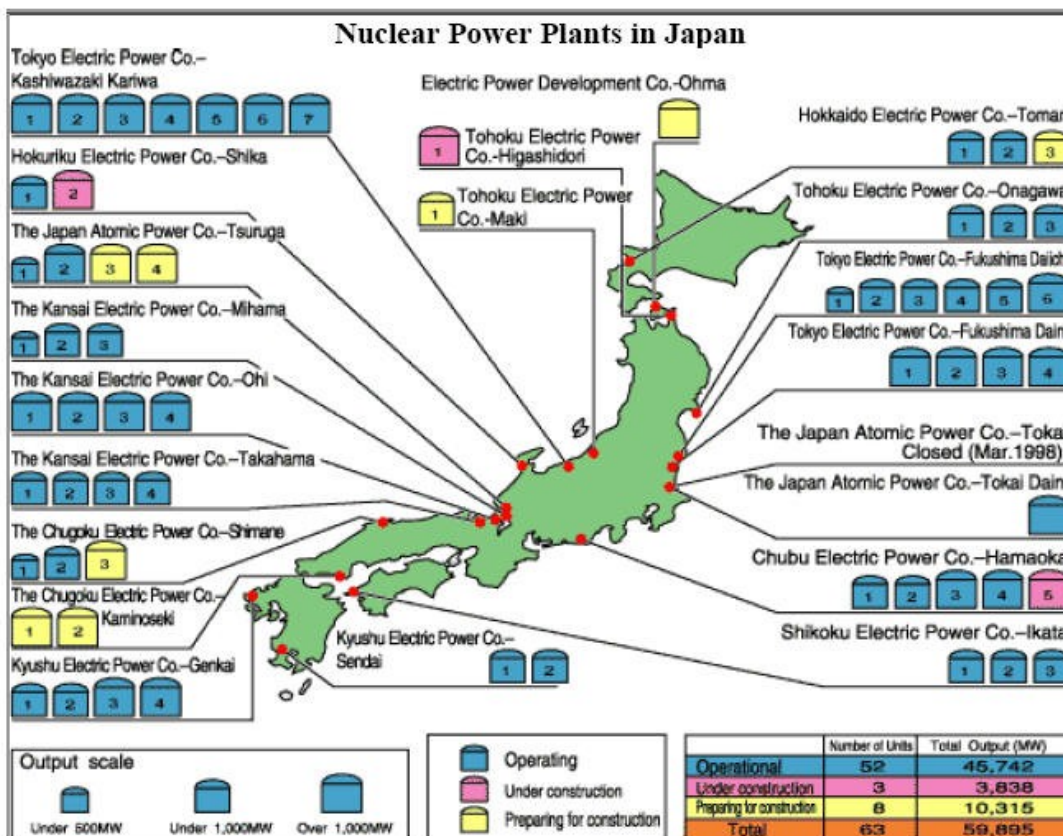 Nuclear Power Plants in Japan
Tokyo Electric Power Co.–
Kashiwazaki Kariwa
1 2 3 4 5 6 7
Hokuriku Electric Power Co.–Shika
1 2
The Japan Atomic Power Co.–Tsuruga
1 2 3 4
The Kansai Electric Power Co.–Mihama
1 2 3
The Kansai Electric Power Co.–Ohi
1 2 3 4
The Kansai Electric Power Co.–Takahama
1 2 3 4
The Chugoku Electric Power Co.–Shimane
1 2 3
The Chugoku Electric Power Co.–
Kaminoseki
1 2
Kyushu Electric Power Co.–Genkai
1 2 3 4
Electric Power Development Co.-Ohma
1 Tohoku Electric Power
Co.-Higashidori
1 Tohoku Electric Power
Co.-Maki
Kyushu Electric Power Co.–
Sendai
1 2
Hokkaido Electric Power Co.–Tomar
1 2 3
Tohoku Electric Power Co.–Onagawa
1 2 3
Tokyo Electric Power Co.–Fukushima Daiich
1 2 3 4 5 6
Tokyo Electric Power Co.–Fukushima Dain
1 2 3 4
The Japan Atomic Power Co.–Toka
Closed (Mar.1998)
The Japan Atomic Power Co.–Tokai Dain
Chubu Electric Power Co.–Hamaoka
1 2 3 4 5
Shikoku Electric Power Co.–Ikata
1 2 3
Output scale
Under 500MW Under 1,000MW Over 1,000MW
Operating
Under construction
Preparing for construction
Number of Units Total Output (MW)
Operational 52 45,742
Under construction 3 3,838
Preparing for construction 8 10,315
Total 63 59,895